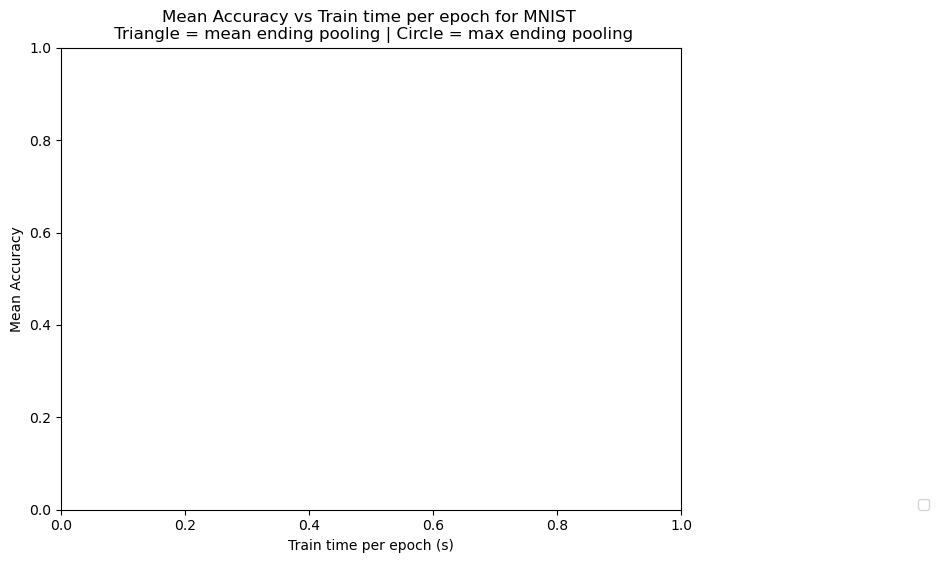 Mean Accuracy vs Train time per epoch for MNIST
Triangle = mean ending pooling | Circle = max ending pooling
1.0
0.8
0.6
0.4
0.2
0.0
Mean Accuracy
0.0 0.2 0.4 0.6 0.8 1.0
Train time per epoch (s)